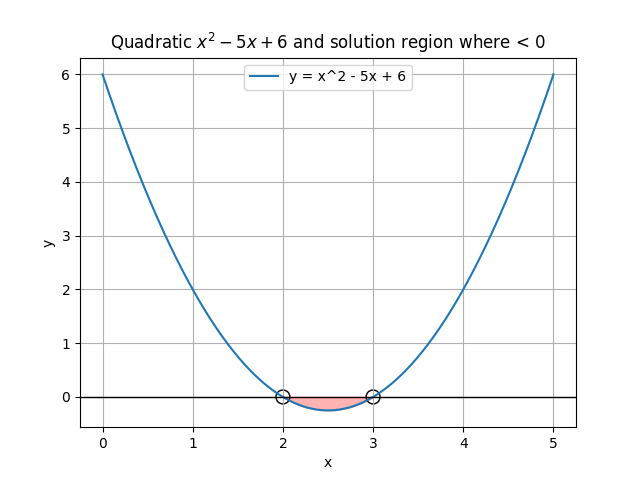 Quadratic $x^2 - 5x + 6$ and solution region where < 0
y = x^2 - 5x + 6
y
6
5
4
3
2
1
0
0 1 2 3 4 5
x